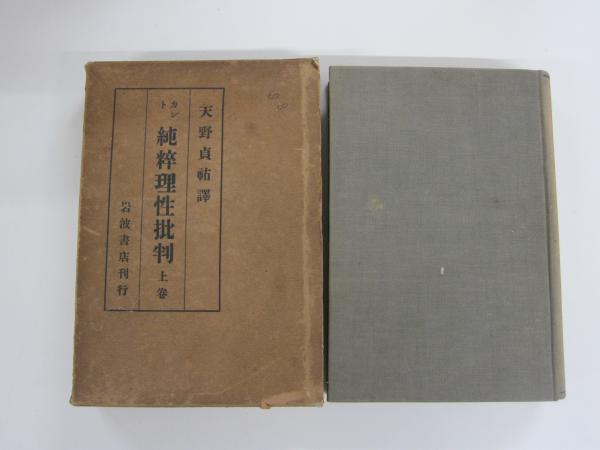 天野貞祐譯
カント 純粹理性批判 上卷
岩波書店刊行